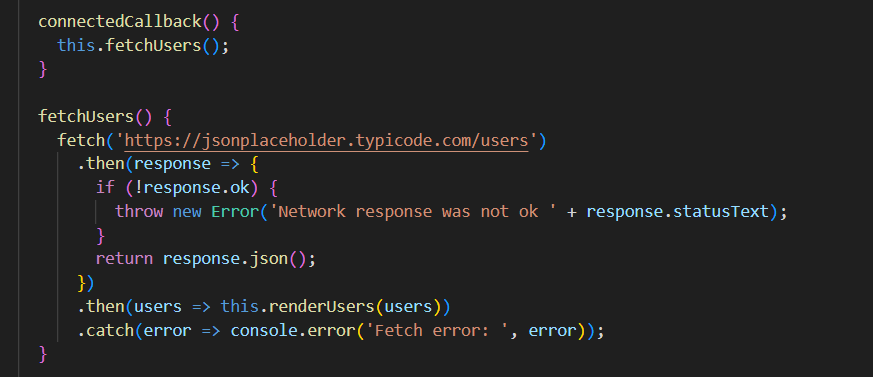 connectedCallback() {
  this.fetchUsers();
}

fetchUsers() {
  fetch('https://jsonplaceholder.typicode.com/users')
    .then(response => {
      if (!response.ok) {
        throw new Error('Network response was not ok ' + response.statusText);
      }
      return response.json();
    })
    .then(users => this.renderUsers(users))
    .catch(error => console.error('Fetch error: ', error));
}